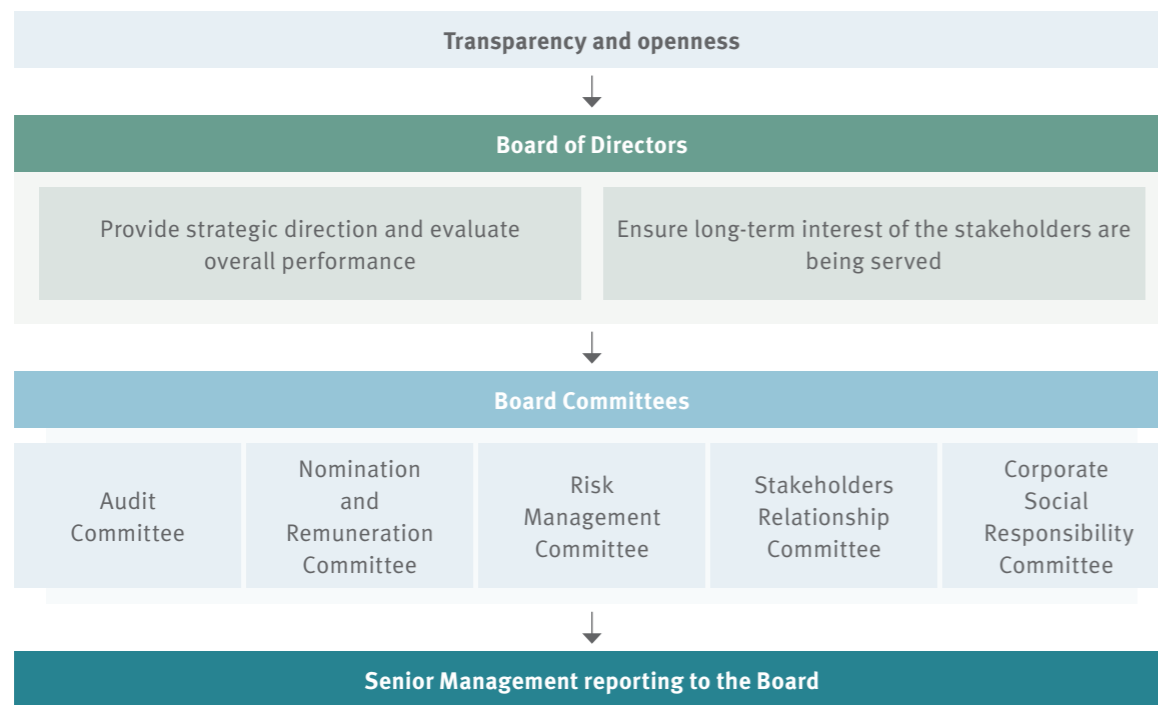 Transparency and openness
Board of Directors
Provide strategic direction and evaluate
overall performance
Ensure long-term interest of the stakeholders are
being served
Board Committees
Audit
Committee
Nomination
and
Remuneration
Committee
Risk
Management
Committee
Stakeholders
Relationship
Committee
Corporate
Social
Responsibility
Committee
Senior Management reporting to the Board